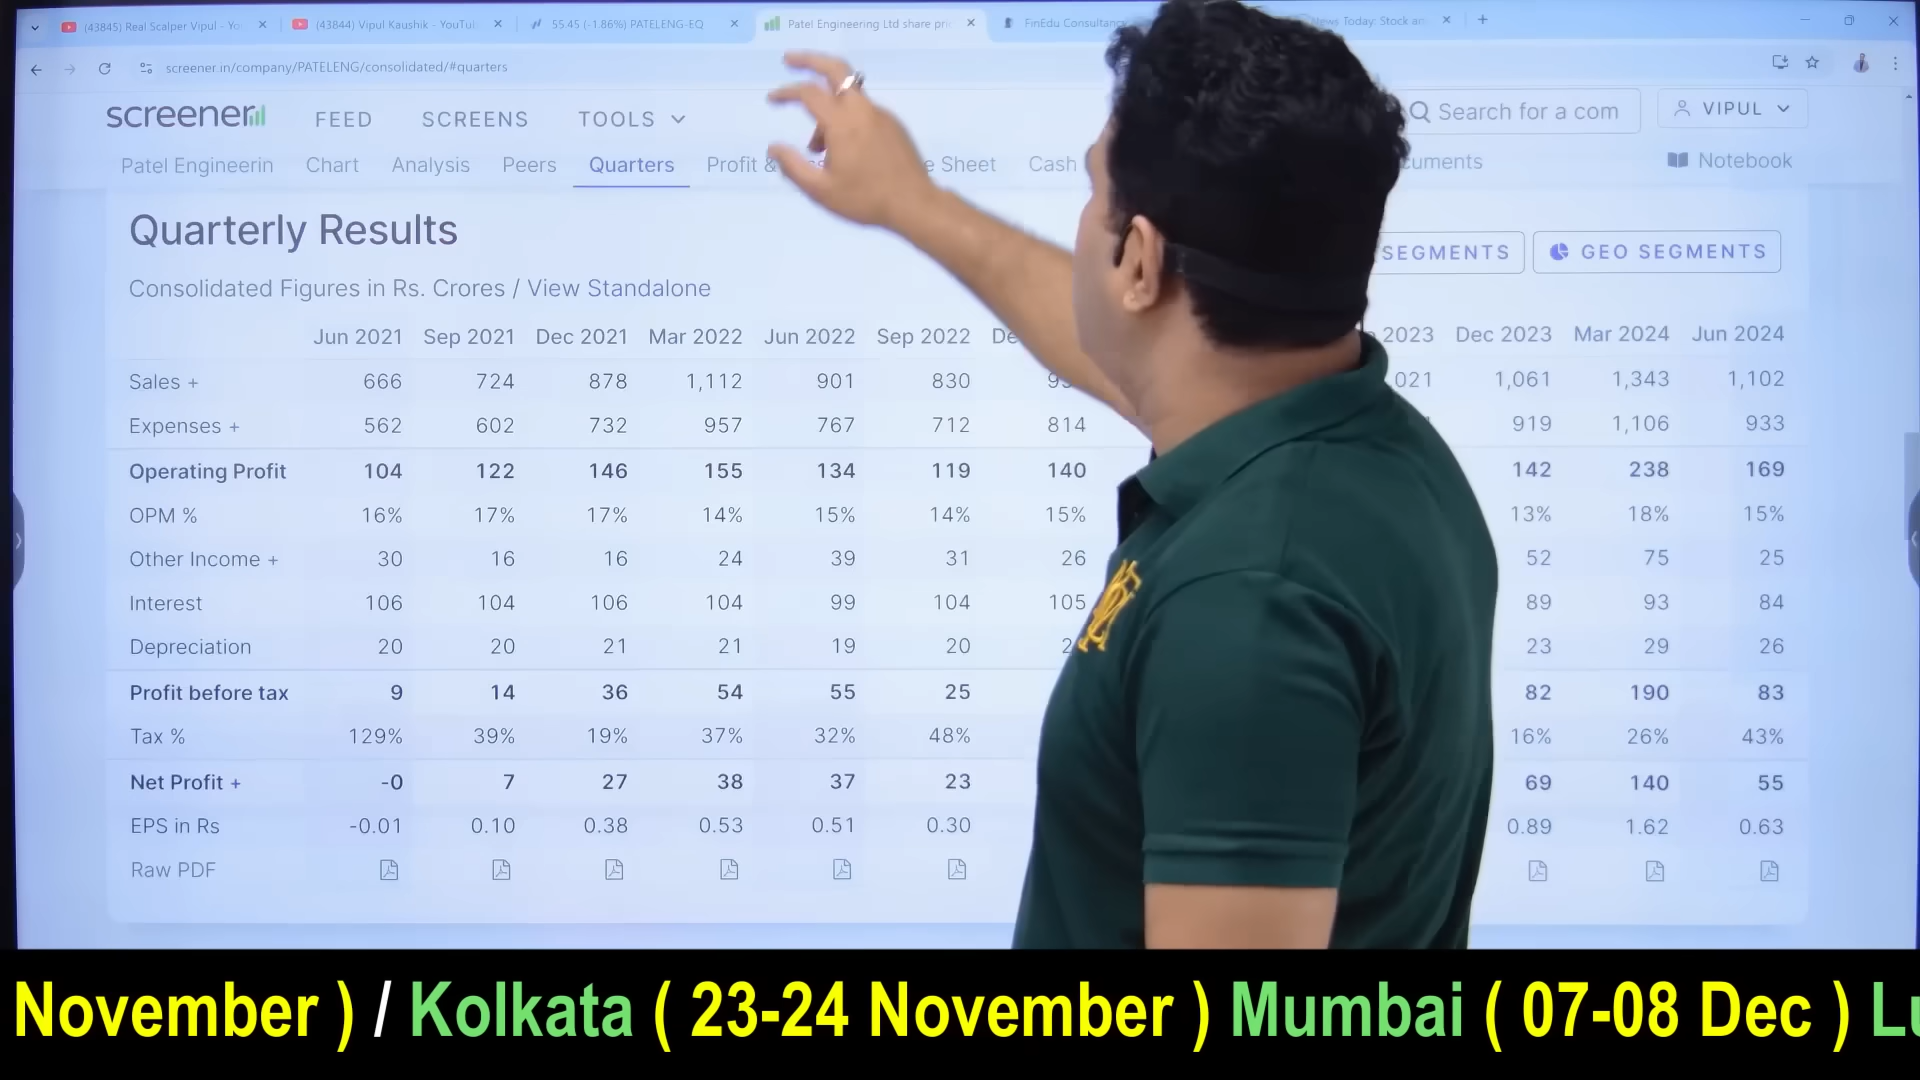 (43845) Real Scalper Vipul - Yo
(43844) Vipul Kaushik - YouTub
55.45 (-1.86%) PATELENG-EQ
Patel Engineering Ltd share pri
FinEdu Consultancy
News Today: Stock an
screener.in/company/PATELENG/consolidated/#quarters
screener FEED SCREENS TOOLS Search for a com VIPUL
Patel Engineerin Chart Analysis Peers Quarters Profit & e Sheet Cash cuments Notebook
Quarterly Results
SEGMENTS GEO SEGMENTS
Consolidated Figures in Rs. Crores / View Standalone
Jun 2021 Sep 2021 Dec 2021 Mar 2022 Jun 2022 Sep 2022 De 2023 Dec 2023 Mar 2024 Jun 2024
Sales + 666 724 878 1,112 901 830 021 1,061 1,343 1,102
Expenses + 562 602 732 957 767 712 814 919 1,106 933
Operating Profit 104 122 146 155 134 119 140 142 238 169
OPM % 16% 17% 17% 14% 15% 14% 15% 13% 18% 15%
Other Income + 30 16 16 24 39 31 26 52 75 25
Interest 106 104 106 104 99 104 105 89 93 84
Depreciation 20 20 21 21 19 20 2 23 29 26
Profit before tax 9 14 36 54 55 25 82 190 83
Tax % 129% 39% 19% 37% 32% 48% 16% 26% 43%
Net Profit + -0 7 27 38 37 23 69 140 55
EPS in Rs -0.01 0.10 0.38 0.53 0.51 0.30 0.89 1.62 0.63
Raw PDF
November ) / Kolkata ( 23-24 November ) Mumbai ( 07-08 Dec ) Lu